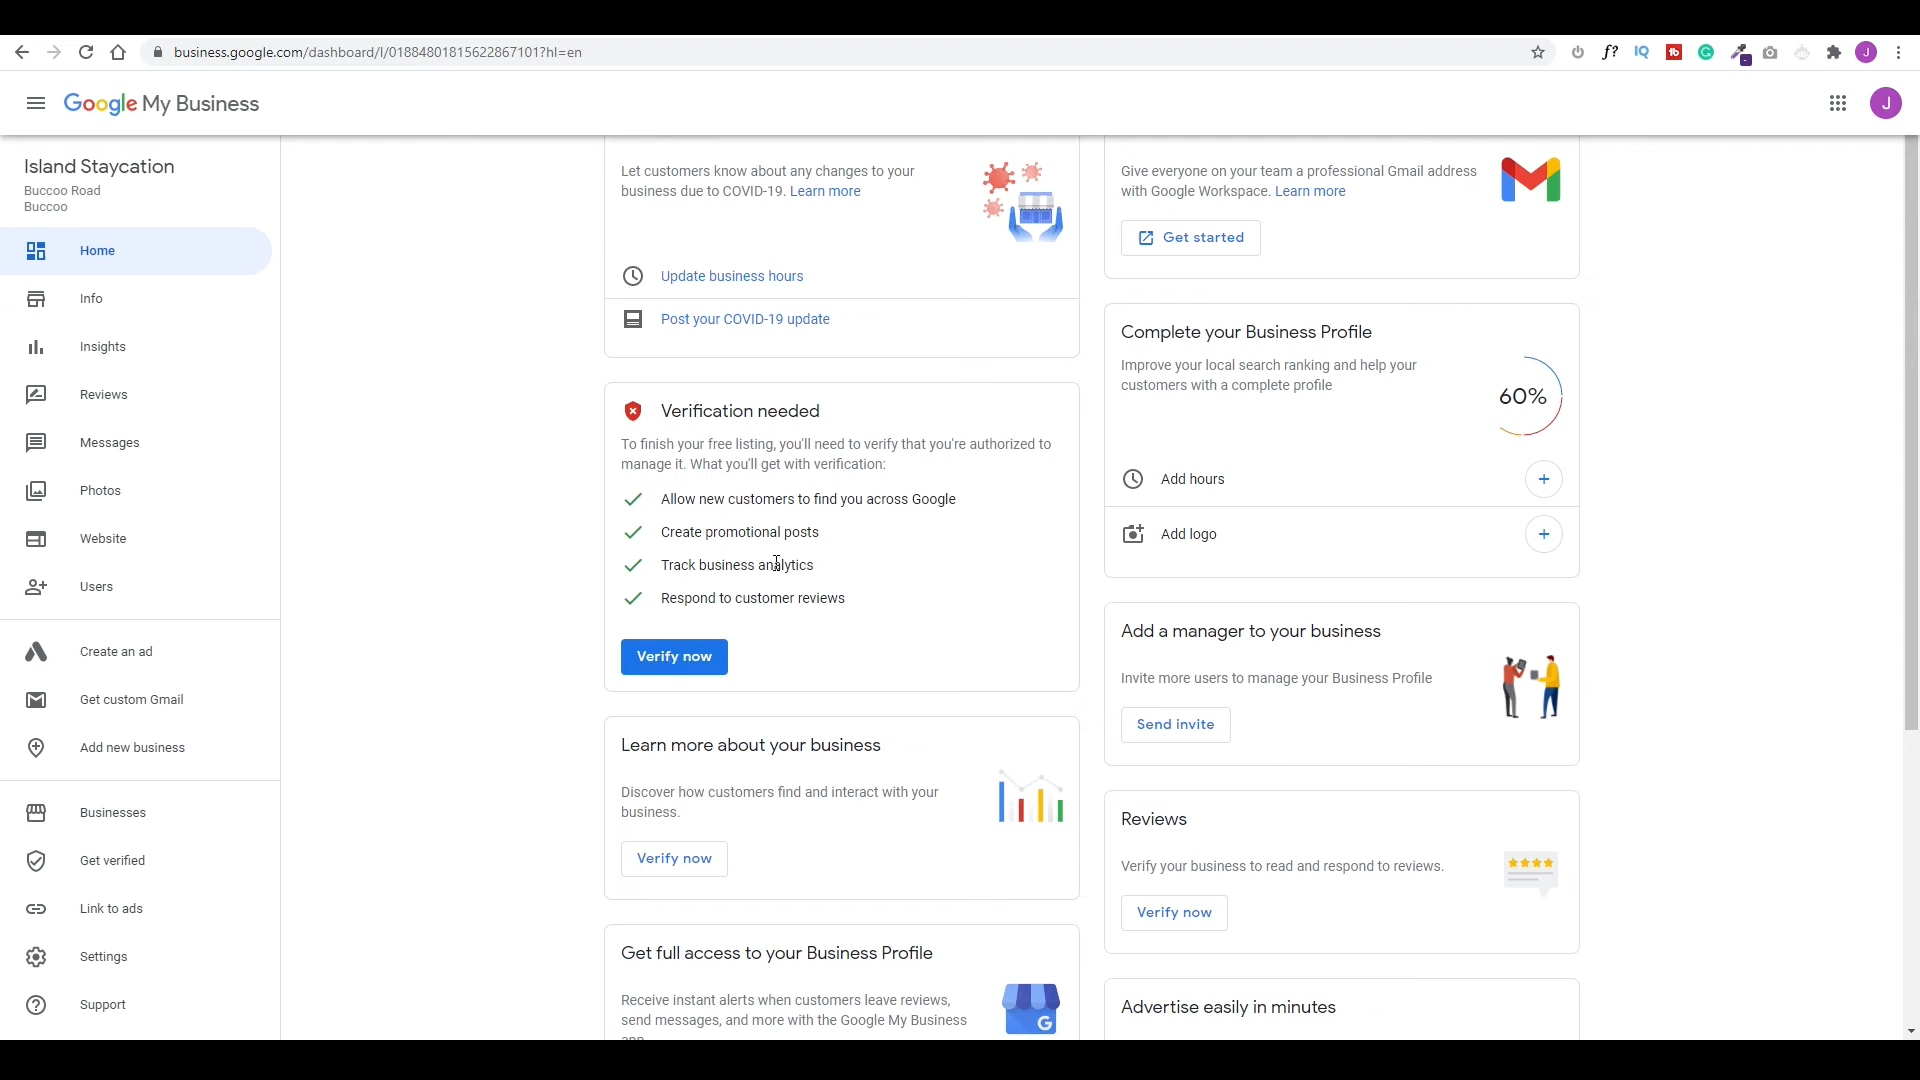 business.google.com/dashboard/l/01884801815622867101?hl=en
f?
IQ
tb
J
Google My Business
J
Island Staycation
Buccoo Road
Buccoo
Home
Info
Insights
Reviews
Messages
Photos
Website
Users
Create an ad
Get custom Gmail
Add new business
Businesses
Get verified
Link to ads
Settings
Support
Let customers know about any changes to your
business due to COVID-19. Learn more
Update business hours
Post your COVID-19 update
Verification needed
To finish your free listing, you'll need to verify that you're authorized to
manage it. What you'll get with verification:
Allow new customers to find you across Google
Create promotional posts
Track business analytics
Respond to customer reviews
Verify now
Learn more about your business
Discover how customers find and interact with your
business.
Verify now
Get full access to your Business Profile
Receive instant alerts when customers leave reviews,
send messages, and more with the Google My Business
app.
G
Give everyone on your team a professional Gmail address
with Google Workspace. Learn more
Get started
Complete your Business Profile
Improve your local search ranking and help your
customers with a complete profile
60%
Add hours
Add logo
Add a manager to your business
Invite more users to manage your Business Profile
Send invite
Reviews
Verify your business to read and respond to reviews.
Verify now
Advertise easily in minutes